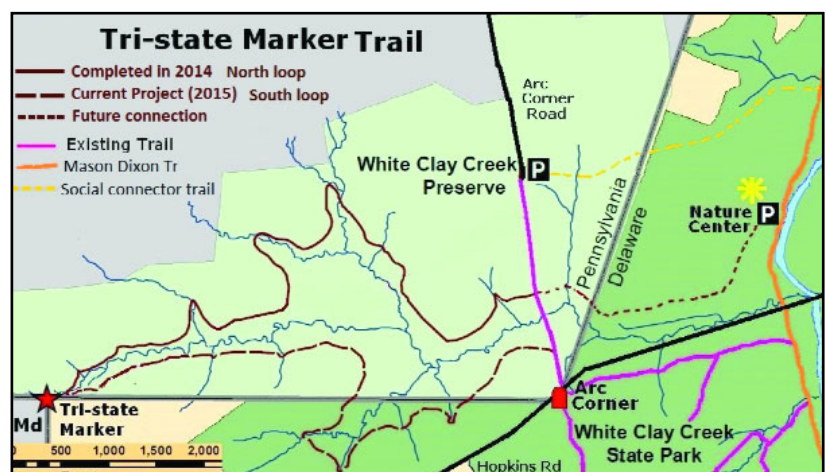 Tri-state Marker Trail
Completed in 2014 North loop
Current Project (2015) South loop
Future connection
Existing Trail
Mason Dixon Tr
Social connector trail
Arc
Corner
Road
White Clay Creek
Preserve
P
Pennsylvania
Delaware
Nature
Center
P
Arc
Corner
White Clay Creek
State Park
Hopkins Rd
Md
Tri-state
Marker
0 500 1,000 1,500 2,000